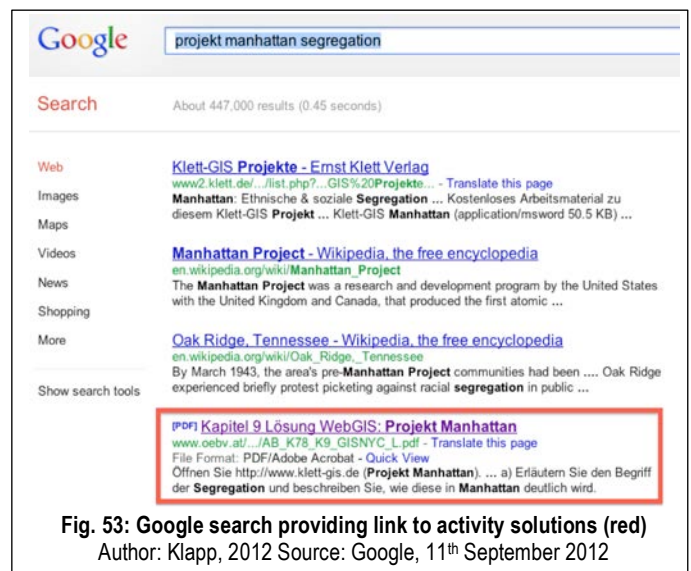 Google
projekt manhattan segregation
Search
About 447,000 results (0.45 seconds)
Web
Images
Maps
Videos
News
Shopping
More
Show search tools
Klett-GIS Projekte - Ernst Klett Verlag
www2.klett.de/.../list.php?...GIS%20Projekte... - Translate this page
Manhattan: Ethnische & soziale Segregation ... Kostenloses Arbeitsmaterial zu
diesem Klett-GIS Projekt ... Klett-GIS Manhattan (application/msword 50.5 KB) ...
Manhattan Project - Wikipedia, the free encyclopedia
en.wikipedia.org/wiki/Manhattan_Project
The Manhattan Project was a research and development program by the United States
with the United Kingdom and Canada, that produced the first atomic ...
Oak Ridge, Tennessee - Wikipedia, the free encyclopedia
en.wikipedia.org/wiki/Oak_Ridge,_Tennessee
By March 1943, the area's pre-Manhattan Project communities had been .... Oak Ridge
experienced briefly protest picketing against racial segregation in public ...
[PDF] Kapitel 9 Lösung WebGIS: Projekt Manhattan
www.oebv.at/.../AB_K78_K9_GISNYC_L.pdf - Translate this page
File Format: PDF/Adobe Acrobat - Quick View
Öffnen Sie http://www.klett-gis.de (Projekt Manhattan). ... a) Erläutern Sie den Begriff
der Segregation und beschreiben Sie, wie diese in Manhattan deutlich wird.
Fig. 53: Google search providing link to activity solutions (red)
Author: Klapp, 2012 Source: Google, 11th September 2012